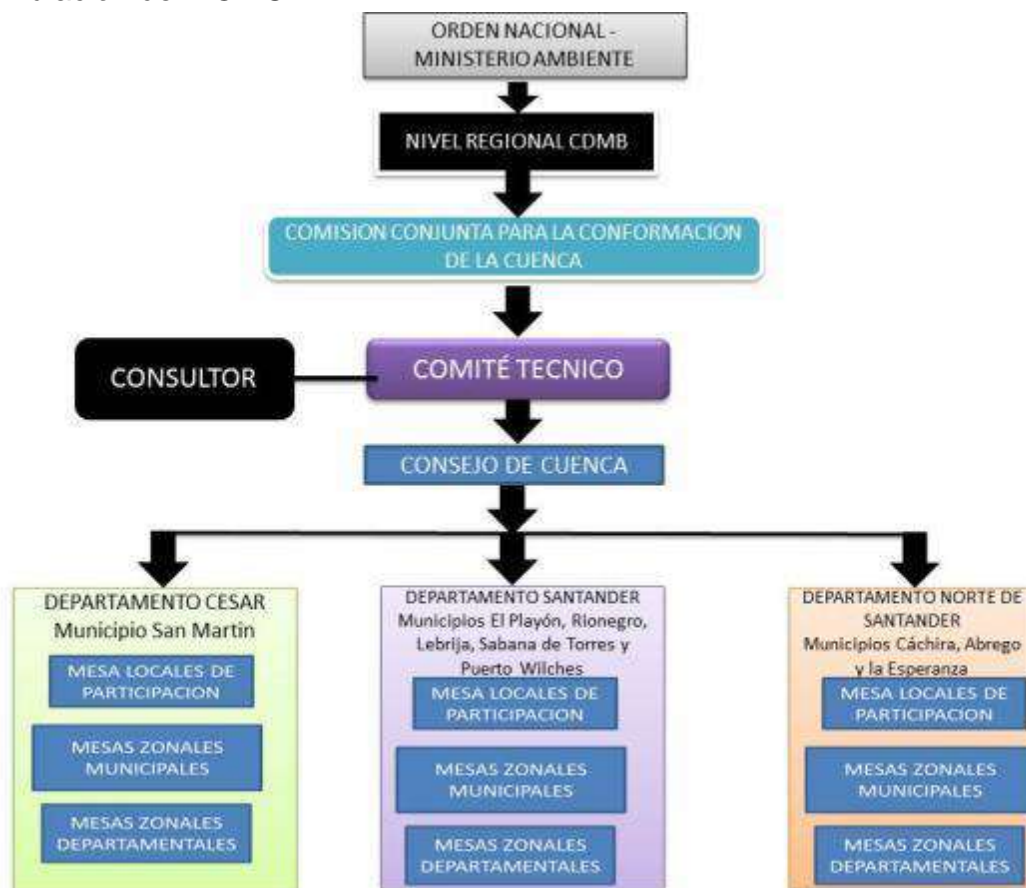 ORDEN NACIONAL -
MINISTERIO AMBIENTE
NIVEL REGIONAL CDMB
COMISION CONJUNTA PARA LA CONFORMACION
DE LA CUENCA
CONSULTOR
COMITÉ TECNICO
CONSEJO DE CUENCA
DEPARTAMENTO CESAR
Municipio San Martin
MESA LOCALES DE
PARTICIPACION
MESAS ZONALES
MUNICIPALES
MESAS ZONALES
DEPARTAMENTALES
DEPARTAMENTO SANTANDER
Municipios El Playón, Rionegro,
Lebrija, Sabana de Torres y
Puerto Wilches
MESA LOCALES DE
PARTICIPACION
MESAS ZONALES
MUNICIPALES
MESAS ZONALES
DEPARTAMENTALES
DEPARTAMENTO NORTE DE
SANTANDER
Municipios Cáchira, Abrego
y la Esperanza
MESA LOCALES DE
PARTICIPACION
MESAS ZONALES
MUNICIPALES
MESAS ZONALES
DEPARTAMENTALES